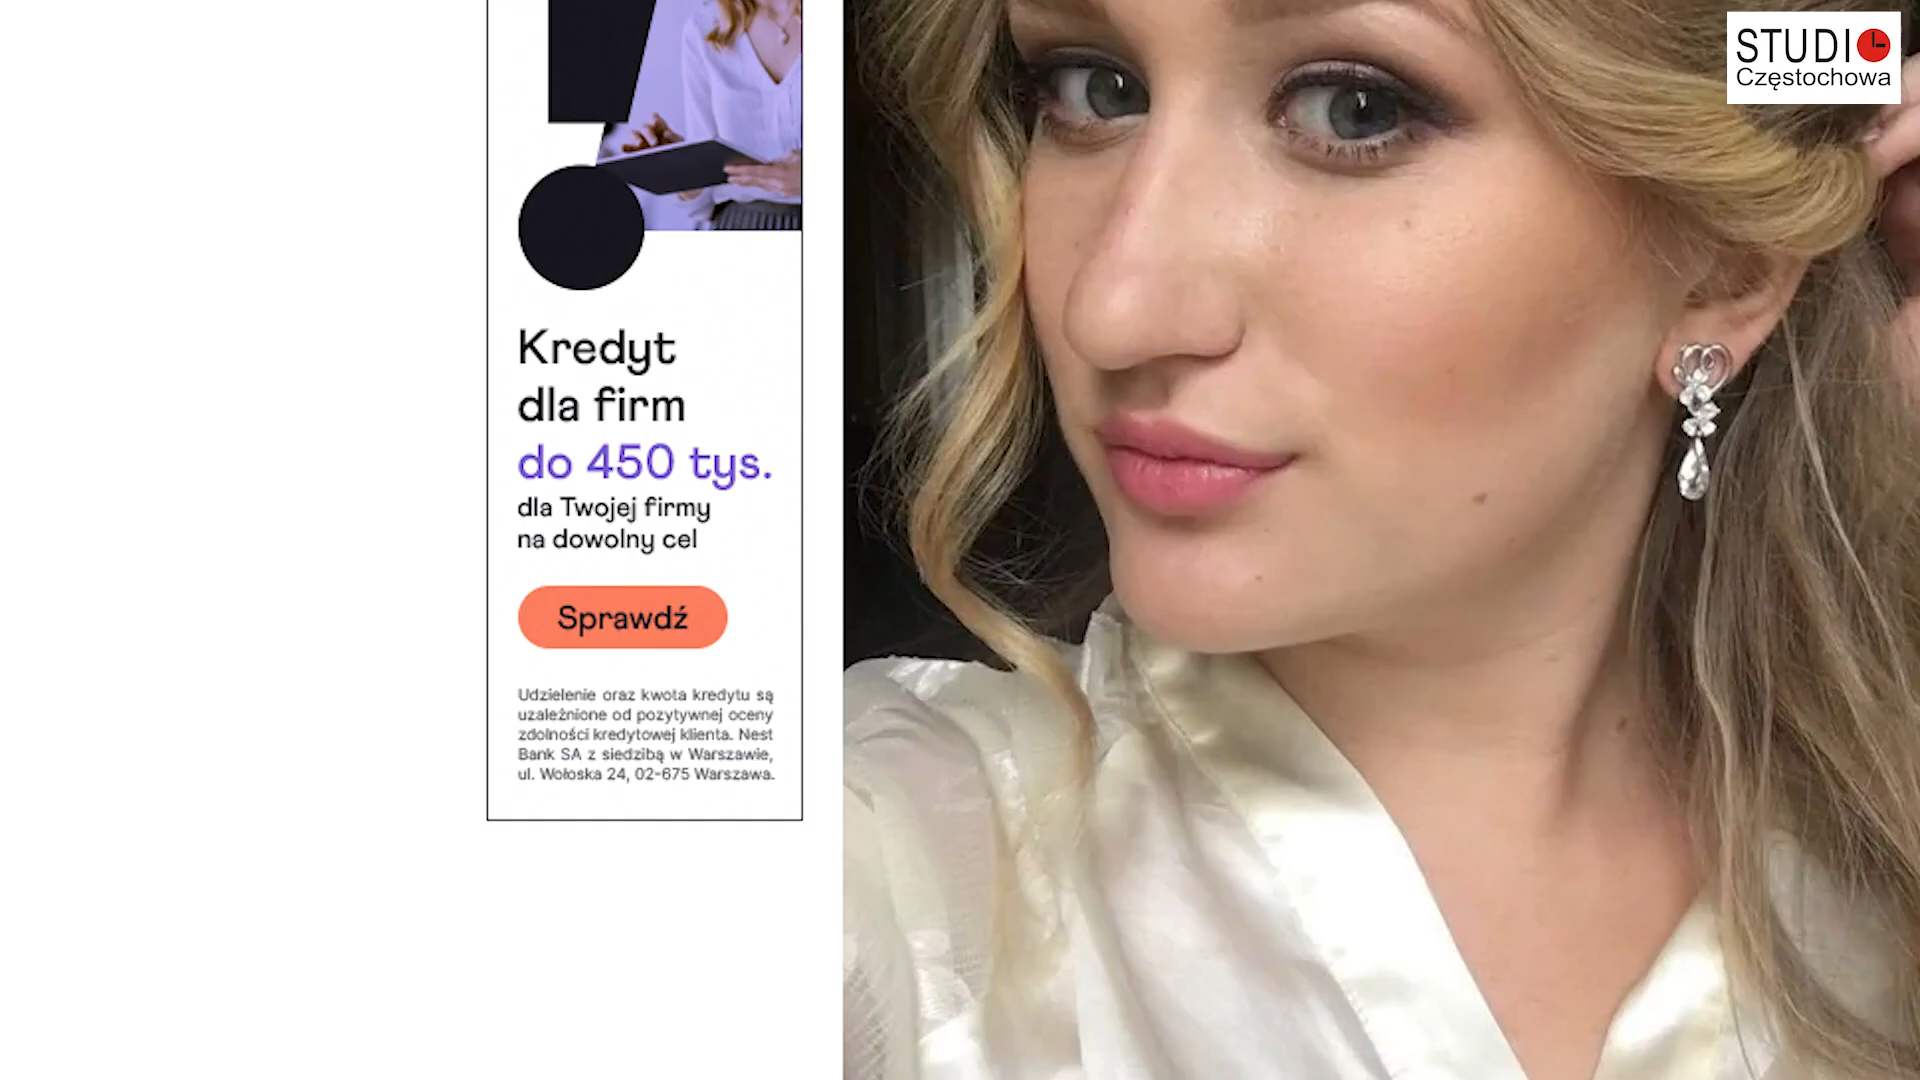 Kredyt
dla firm
do 450 tys.
dla Twojej firmy
na dowolny cel
Sprawdź
Udzielenie oraz kwota kredytu są
uzależnione od pozytywnej oceny
zdolności kredytowej klienta. Nest
Bank SA z siedzibą w Warszawie,
ul. Wołoska 24, 02-675 Warszawa.
STUDIO
Częstochowa